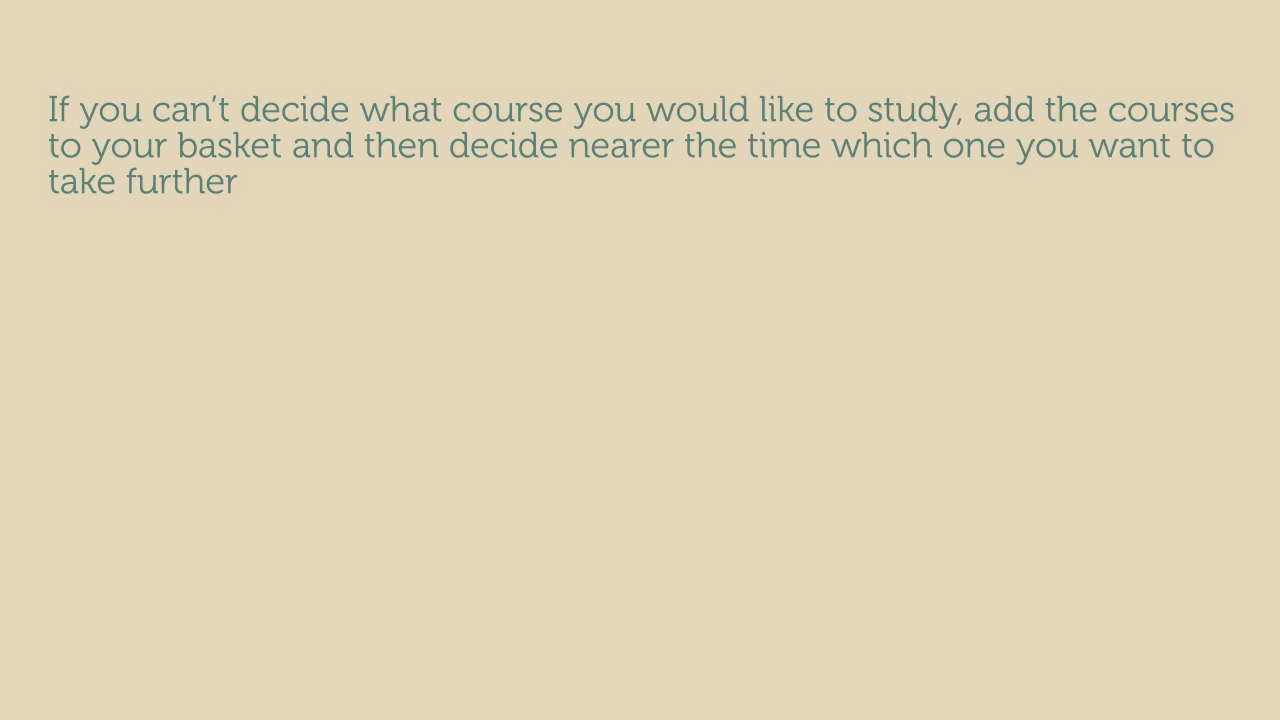 If you can’t decide what course you would like to study, add the courses
to your basket and then decide nearer the time which one you want to
take further